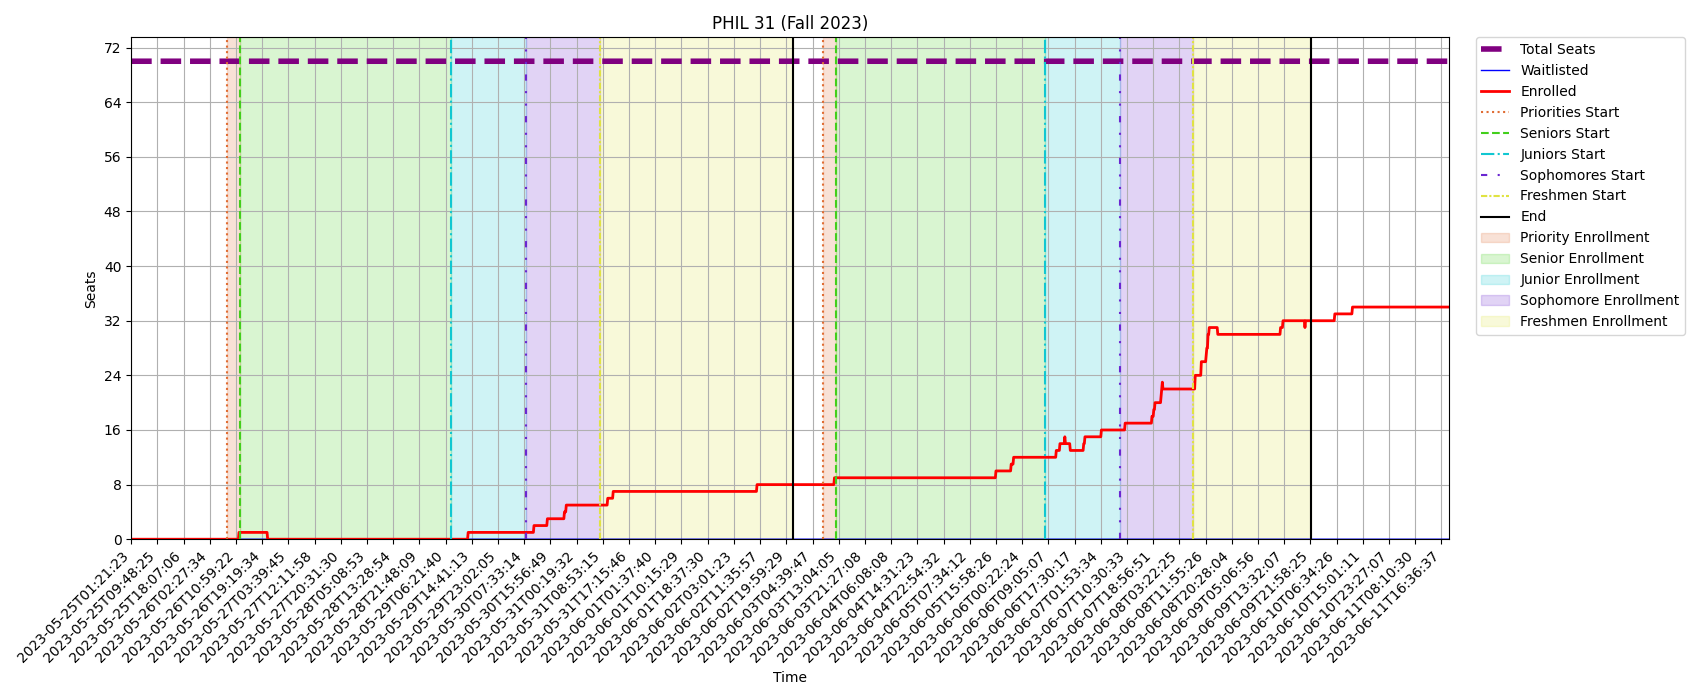 PHIL 31 (Fall 2023)
Seats
72
64
56
48
40
32
24
16
8
0
2023-05-25T01:21:23
2023-05-25T09:48:25
2023-05-25T18:07:06
2023-05-26T02:27:34
2023-05-26T10:59:22
2023-05-26T19:19:34
2023-05-27T03:39:45
2023-05-27T12:11:58
2023-05-27T20:31:30
2023-05-28T05:08:53
2023-05-28T13:28:54
2023-05-28T21:48:09
2023-05-29T06:21:40
2023-05-29T14:41:13
2023-05-29T23:02:05
2023-05-30T07:33:14
2023-05-30T15:56:49
2023-05-31T00:19:32
2023-05-31T08:53:15
2023-05-31T17:15:46
2023-06-01T01:37:40
2023-06-01T10:15:29
2023-06-01T18:37:30
2023-06-02T03:01:23
2023-06-02T11:35:57
2023-06-02T19:59:29
2023-06-03T04:39:47
2023-06-03T13:04:05
2023-06-03T21:27:08
2023-06-04T06:08:08
2023-06-04T14:31:23
2023-06-04T22:54:32
2023-06-05T07:34:12
2023-06-05T15:58:26
2023-06-06T00:22:24
2023-06-06T09:05:07
2023-06-06T17:30:17
2023-06-07T01:53:34
2023-06-07T10:30:33
2023-06-07T18:56:51
2023-06-08T03:22:25
2023-06-08T11:55:26
2023-06-08T20:28:04
2023-06-09T05:06:56
2023-06-09T13:32:07
2023-06-09T21:58:25
2023-06-10T06:34:26
2023-06-10T15:01:11
2023-06-10T23:27:07
2023-06-11T08:10:30
2023-06-11T16:36:37
Time
Total Seats
Waitlisted
Enrolled
Priorities Start
Seniors Start
Juniors Start
Sophomores Start
Freshmen Start
End
Priority Enrollment
Senior Enrollment
Junior Enrollment
Sophomore Enrollment
Freshmen Enrollment